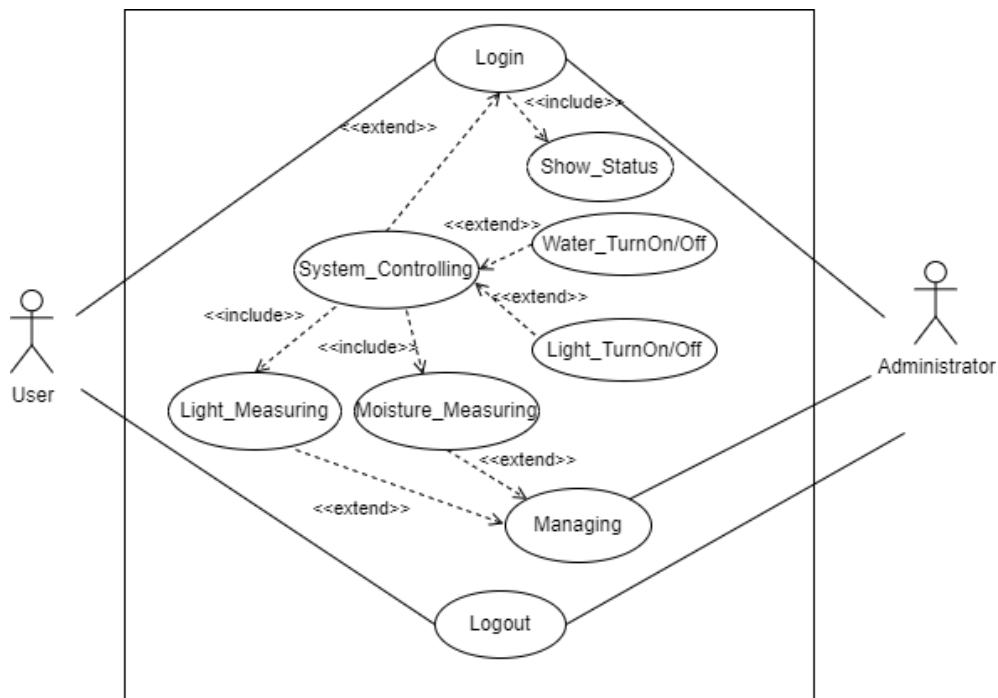 Login
<<include>>
<<extend>>
Show_Status
<<extend>>
Water_TurnOn/Off
System_Controlling
<<extend>>
<<include>>
<<include>>
Light_TurnOn/Off
Administrator
User
Light_Measuring
Moisture_Measuring
<<extend>>
<<extend>>
Managing
Logout